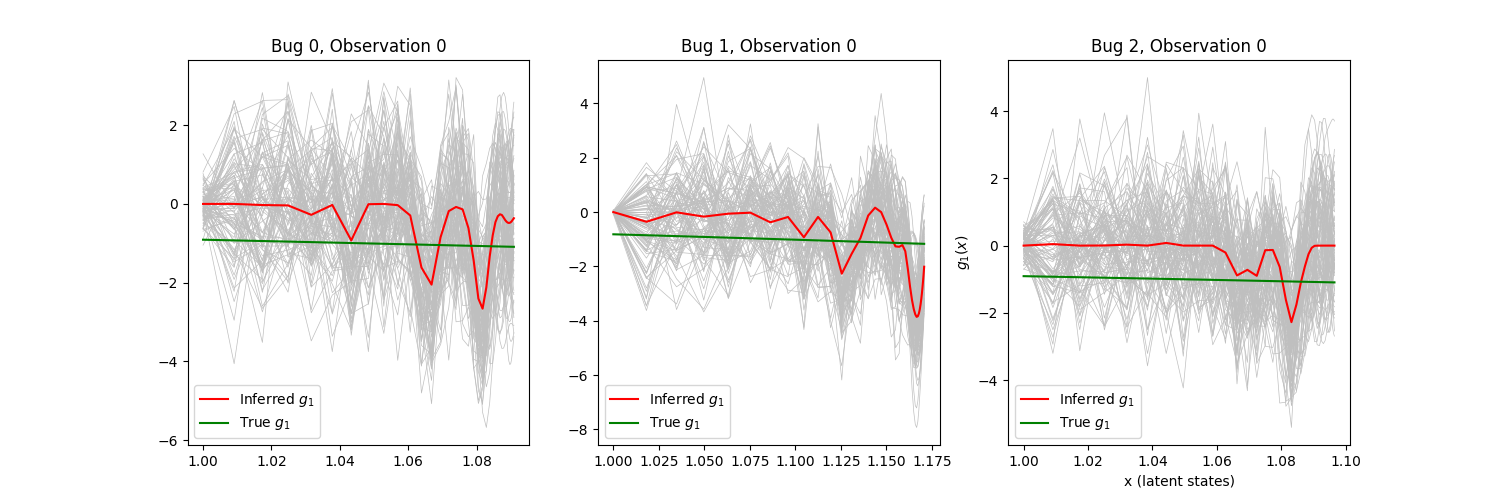 Bug 0, Observation 0
2
0
−2
−4
−6
1.00 1.02 1.04 1.06 1.08
Inferred g₁
True g₁
Bug 1, Observation 0
4
2
0
−2
−4
−6
−8
1.000 1.025 1.050 1.075 1.100 1.125 1.150 1.175
Inferred g₁
True g₁
Bug 2, Observation 0
g₁(x)
4
2
0
−2
−4
1.00 1.02 1.04 1.06 1.08 1.10
x (latent states)
Inferred g₁
True g₁